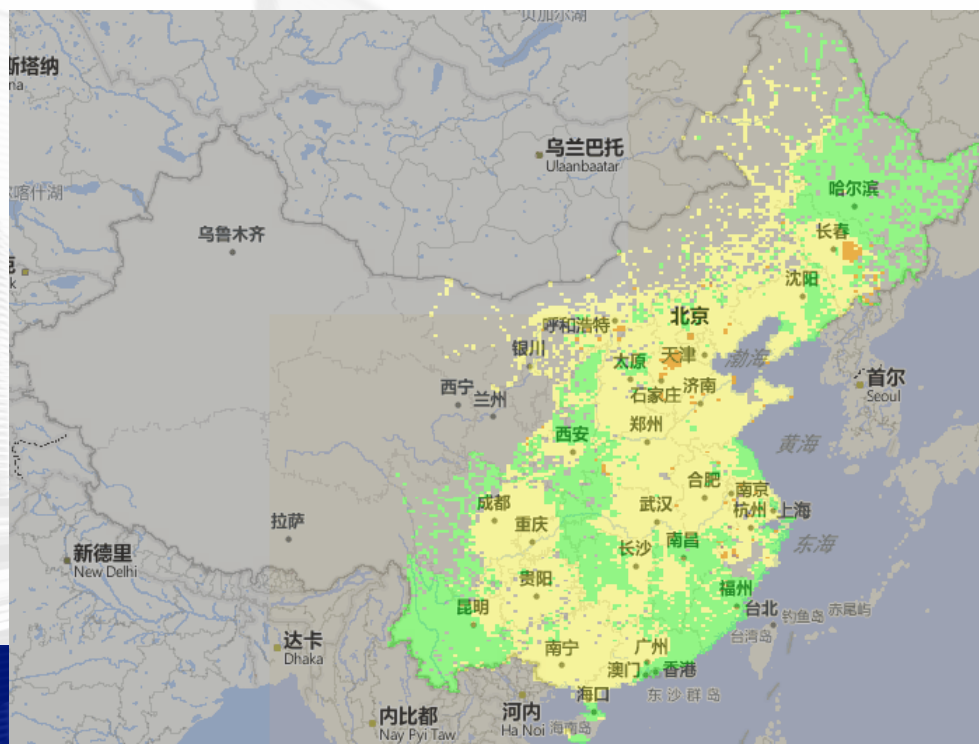 贝加尔湖
斯塔纳
na
乌兰巴托
Ulaanbaatar
喀什湖
哈尔滨
乌鲁木齐
长春
沈阳
北京
呼和浩特
银川
天津
渤海
太原
首尔
Seoul
西宁
兰州
石家庄
济南
郑州
西安
黄海
合肥
成都
南京
武汉
杭州
上海
重庆
拉萨
东海
长沙
南昌
新德里
New Delhi
贵阳
福州
昆明
台北
钓鱼岛
赤尾屿
台湾岛
达卡
Dhaka
南宁
广州
澳门
香港
海口
东沙群岛
内比都
Nay Pyi Taw
河内
Ha Noi
海南岛